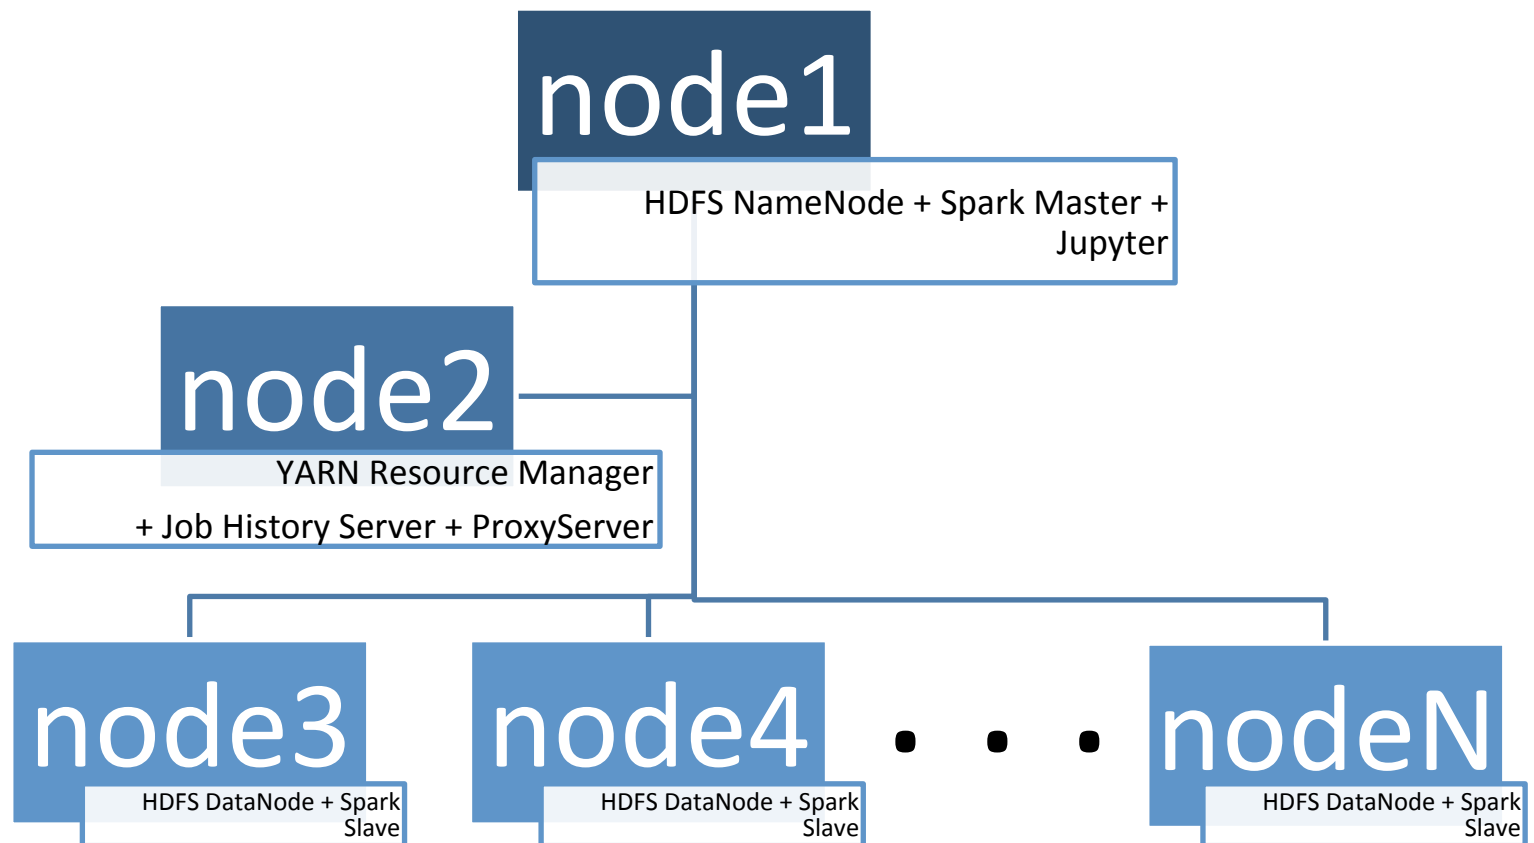 node1
HDFS NameNode + Spark Master +
Jupyter
node2
YARN Resource Manager
+ Job History Server + ProxyServer
node3
HDFS DataNode + Spark
Slave
node4
HDFS DataNode + Spark
Slave
. . .
nodeN
HDFS DataNode + Spark
Slave